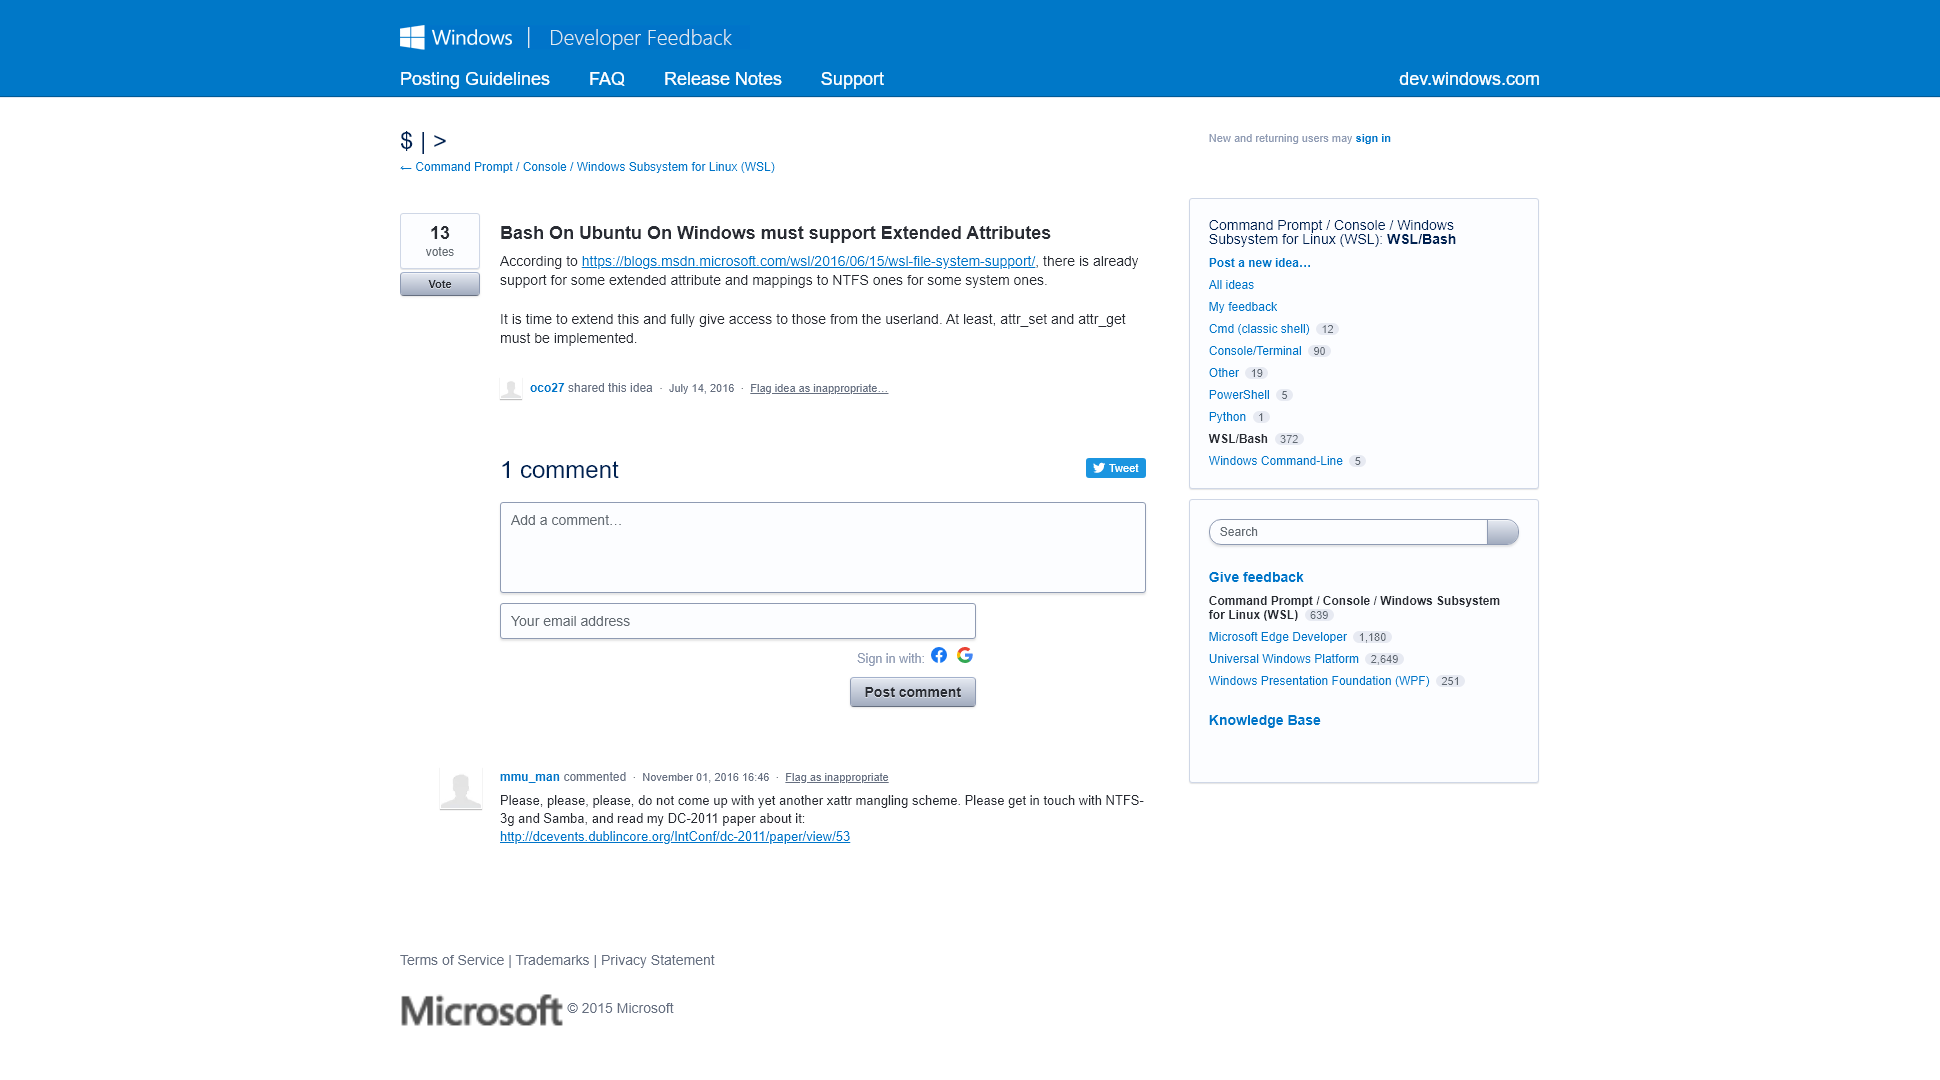 Windows | Developer Feedback
Posting Guidelines FAQ Release Notes Support dev.windows.com
$ | >
← Command Prompt / Console / Windows Subsystem for Linux (WSL)
New and returning users may sign in
13
votes
Vote
Bash On Ubuntu On Windows must support Extended Attributes
According to https://blogs.msdn.microsoft.com/wsl/2016/06/15/wsl-file-system-support/, there is already
support for some extended attribute and mappings to NTFS ones for some system ones.
It is time to extend this and fully give access to those from the userland. At least, attr_set and attr_get
must be implemented.
oco27 shared this idea · July 14, 2016 · Flag idea as inappropriate…
1 comment
Tweet
Add a comment…
Your email address
Sign in with:
Post comment
mmu_man commented · November 01, 2016 16:46 · Flag as inappropriate
Please, please, please, do not come up with yet another xattr mangling scheme. Please get in touch with NTFS-
3g and Samba, and read my DC-2011 paper about it:
http://dcevents.dublincore.org/IntConf/dc-2011/paper/view/53
Command Prompt / Console / Windows
Subsystem for Linux (WSL): WSL/Bash
Post a new idea…
All ideas
My feedback
Cmd (classic shell) 12
Console/Terminal 90
Other 19
PowerShell 5
Python 1
WSL/Bash 372
Windows Command-Line 5
Search
Give feedback
Command Prompt / Console / Windows Subsystem
for Linux (WSL) 639
Microsoft Edge Developer 1,180
Universal Windows Platform 2,649
Windows Presentation Foundation (WPF) 251
Knowledge Base
Terms of Service | Trademarks | Privacy Statement
Microsoft © 2015 Microsoft